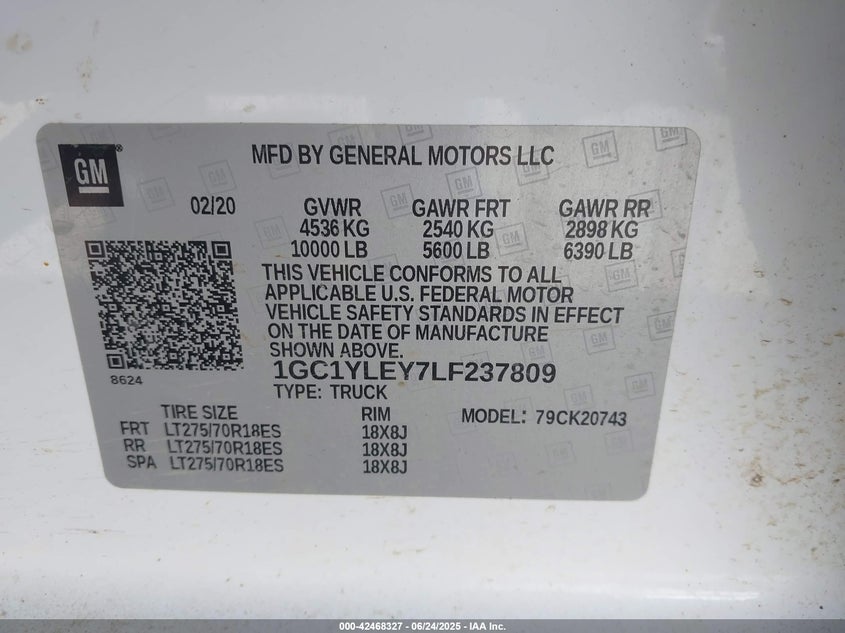 GM
MFD BY GENERAL MOTORS LLC
02/20 GVWR GAWR FRT GAWR RR
4536 KG 2540 KG 2898 KG
10000 LB 5600 LB 6390 LB
THIS VEHICLE CONFORMS TO ALL
APPLICABLE U.S. FEDERAL MOTOR
VEHICLE SAFETY STANDARDS IN EFFECT
ON THE DATE OF MANUFACTURE
SHOWN ABOVE.
8624
1GC1YLEY7LF237809
TYPE: TRUCK
TIRE SIZE RIM MODEL: 79CK20743
FRT LT275/70R18ES 18X8J
RR LT275/70R18ES 18X8J
SPA LT275/70R18ES 18X8J
000-42468327 - 06/24/2025 - IAA Inc.